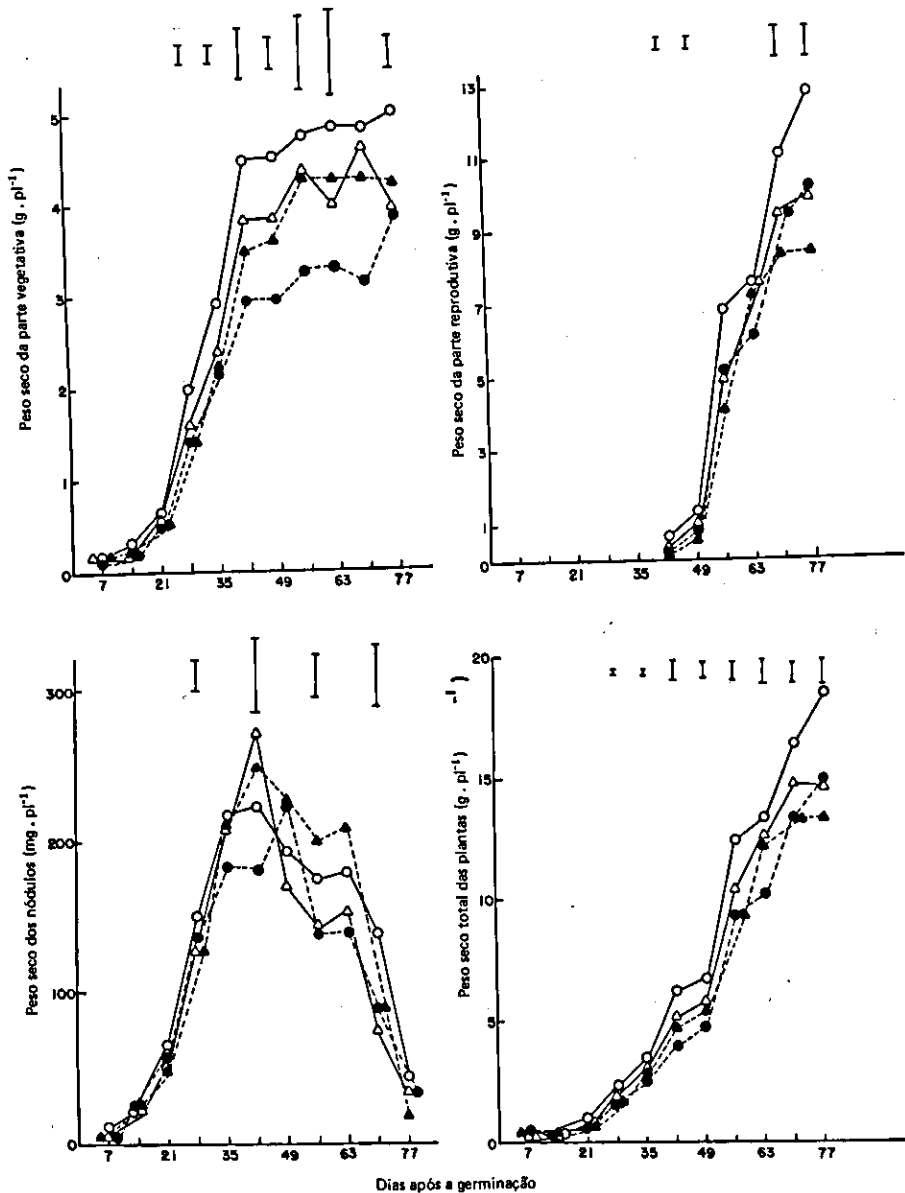 Peso seco da parte vegetativa (g . pl⁻¹)
5
4
3
2
1
0
7 21 35 49 63 77
Peso seco da parte reprodutiva (g . pl⁻¹)
13
11
9
7
5
3
1
0
7 21 35 49 63 77
Peso seco dos nódulos (mg . pl⁻¹)
300
200
100
0
7 21 35 49 63 77
Peso seco total das plantas (g . pl⁻¹)
-1
20
15
10
5
0
7 21 35 49 63 77
Dias após a germinação